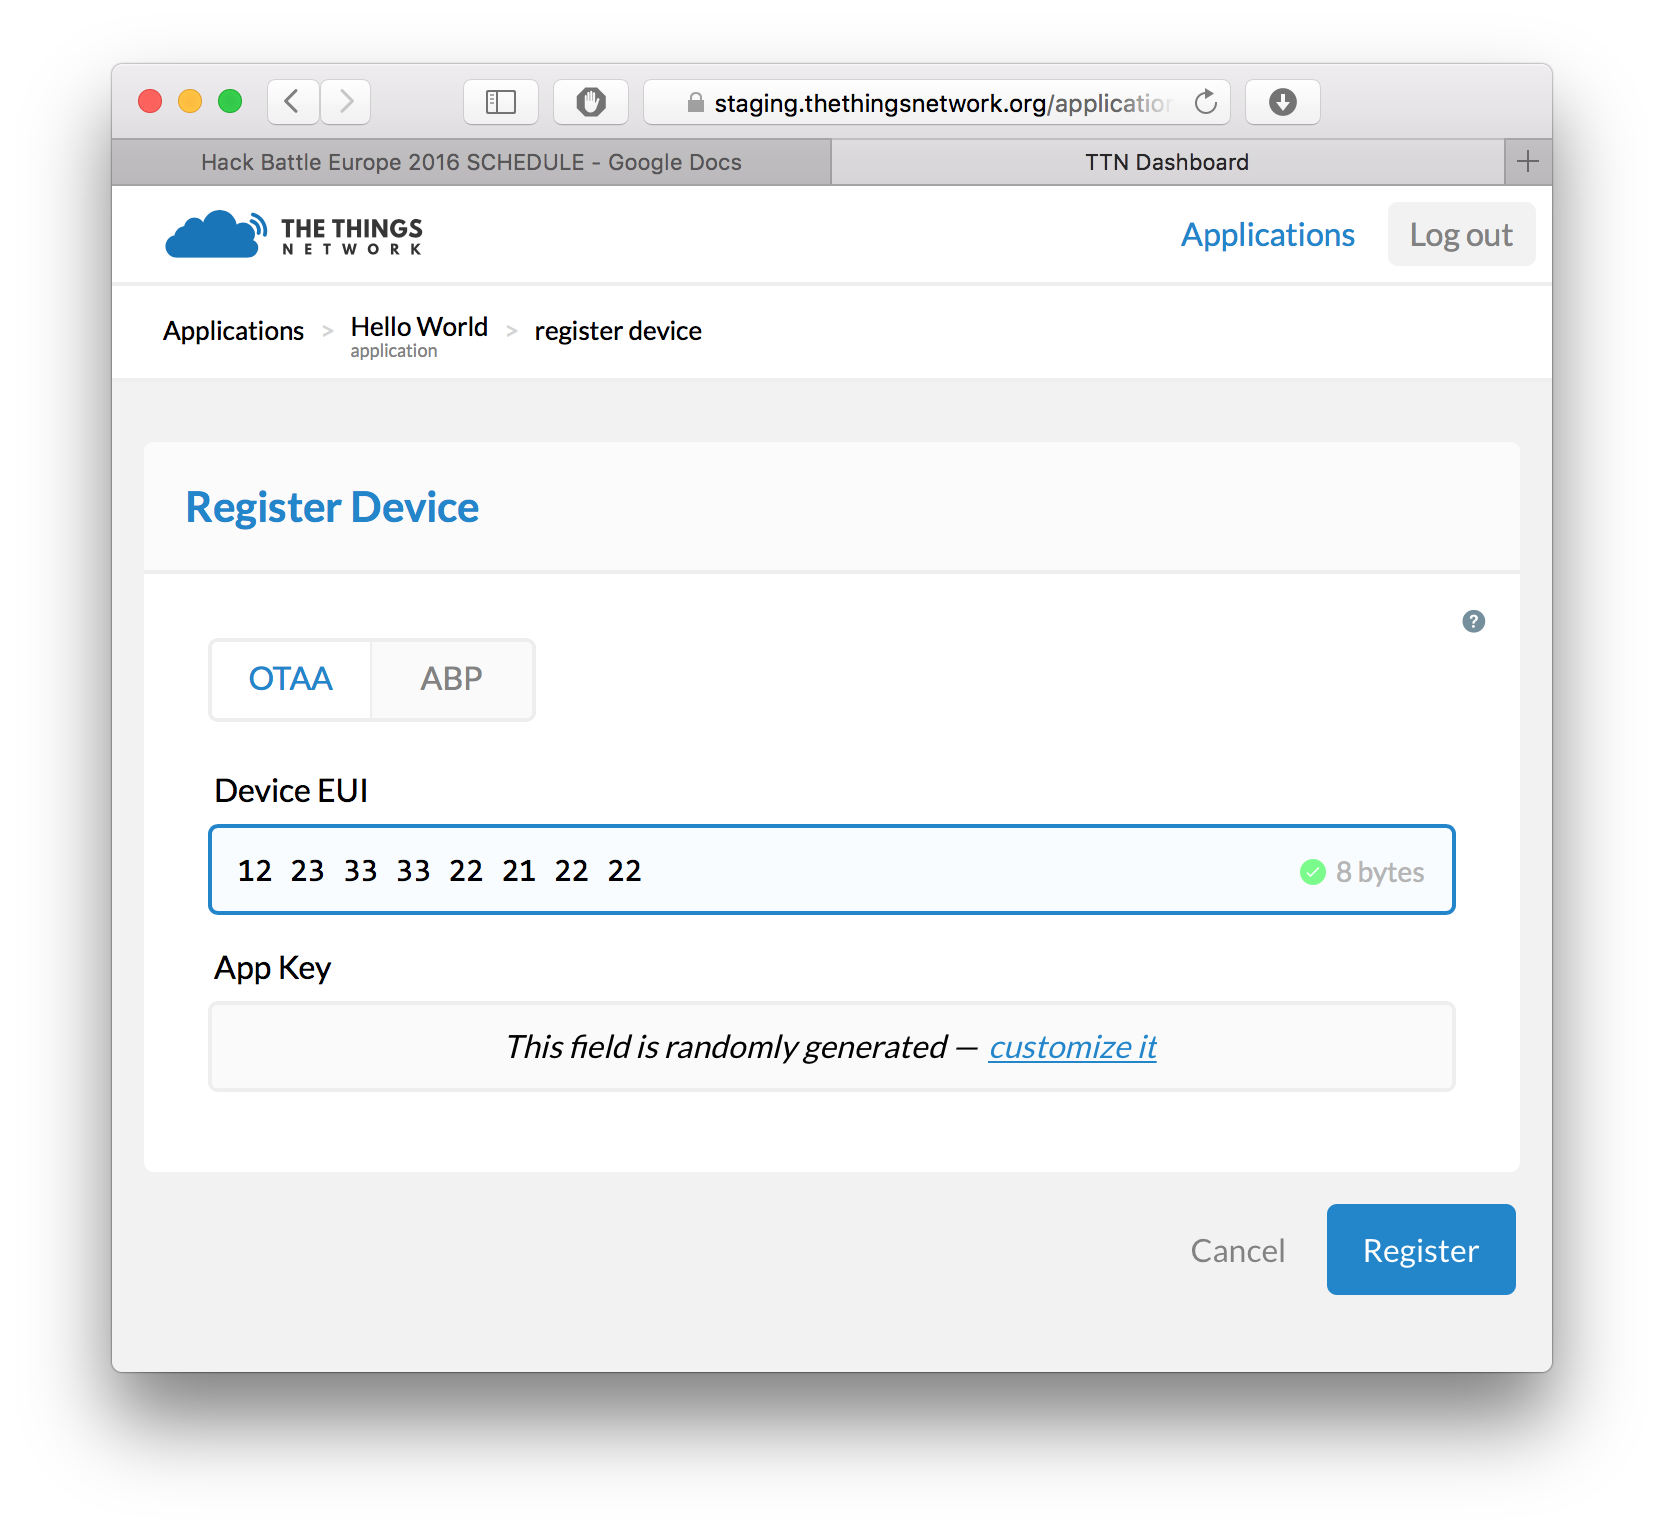 staging.thethingsnetwork.org/application
Hack Battle Europe 2016 SCHEDULE - Google Docs
TTN Dashboard
THE THINGS
NETWORK
Applications
Log out
Applications > Hello World > register device
application
Register Device
?
OTAA
ABP
Device EUI
12 23 33 33 22 21 22 22
8 bytes
App Key
This field is randomly generated — customize it
Cancel
Register